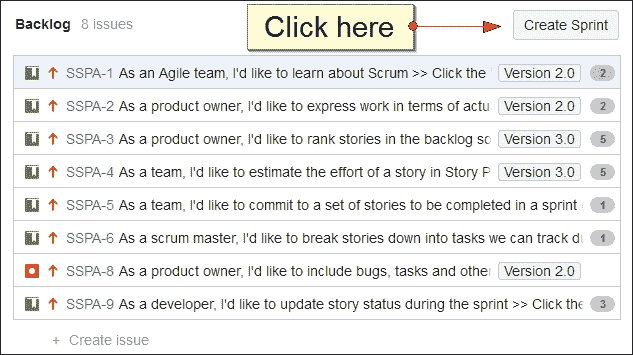 Backlog 8 issues Click here Create Sprint
SSPA-1 As an Agile team, I'd like to learn about Scrum >> Click the Version 2.0 2
SSPA-2 As a product owner, I'd like to express work in terms of actu Version 2.0 2
SSPA-3 As a product owner, I'd like to rank stories in the backlog so Version 3.0 5
SSPA-4 As a team, I'd like to estimate the effort of a story in Story P Version 3.0 5
SSPA-5 As a team, I'd like to commit to a set of stories to be completed in a sprint 1
SSPA-6 As a scrum master, I'd like to break stories down into tasks we can track d 1
SSPA-8 As a product owner, I'd like to include bugs, tasks and other Version 2.0
SSPA-9 As a developer, I'd like to update story status during the sprint >> Click the 3
+ Create issue